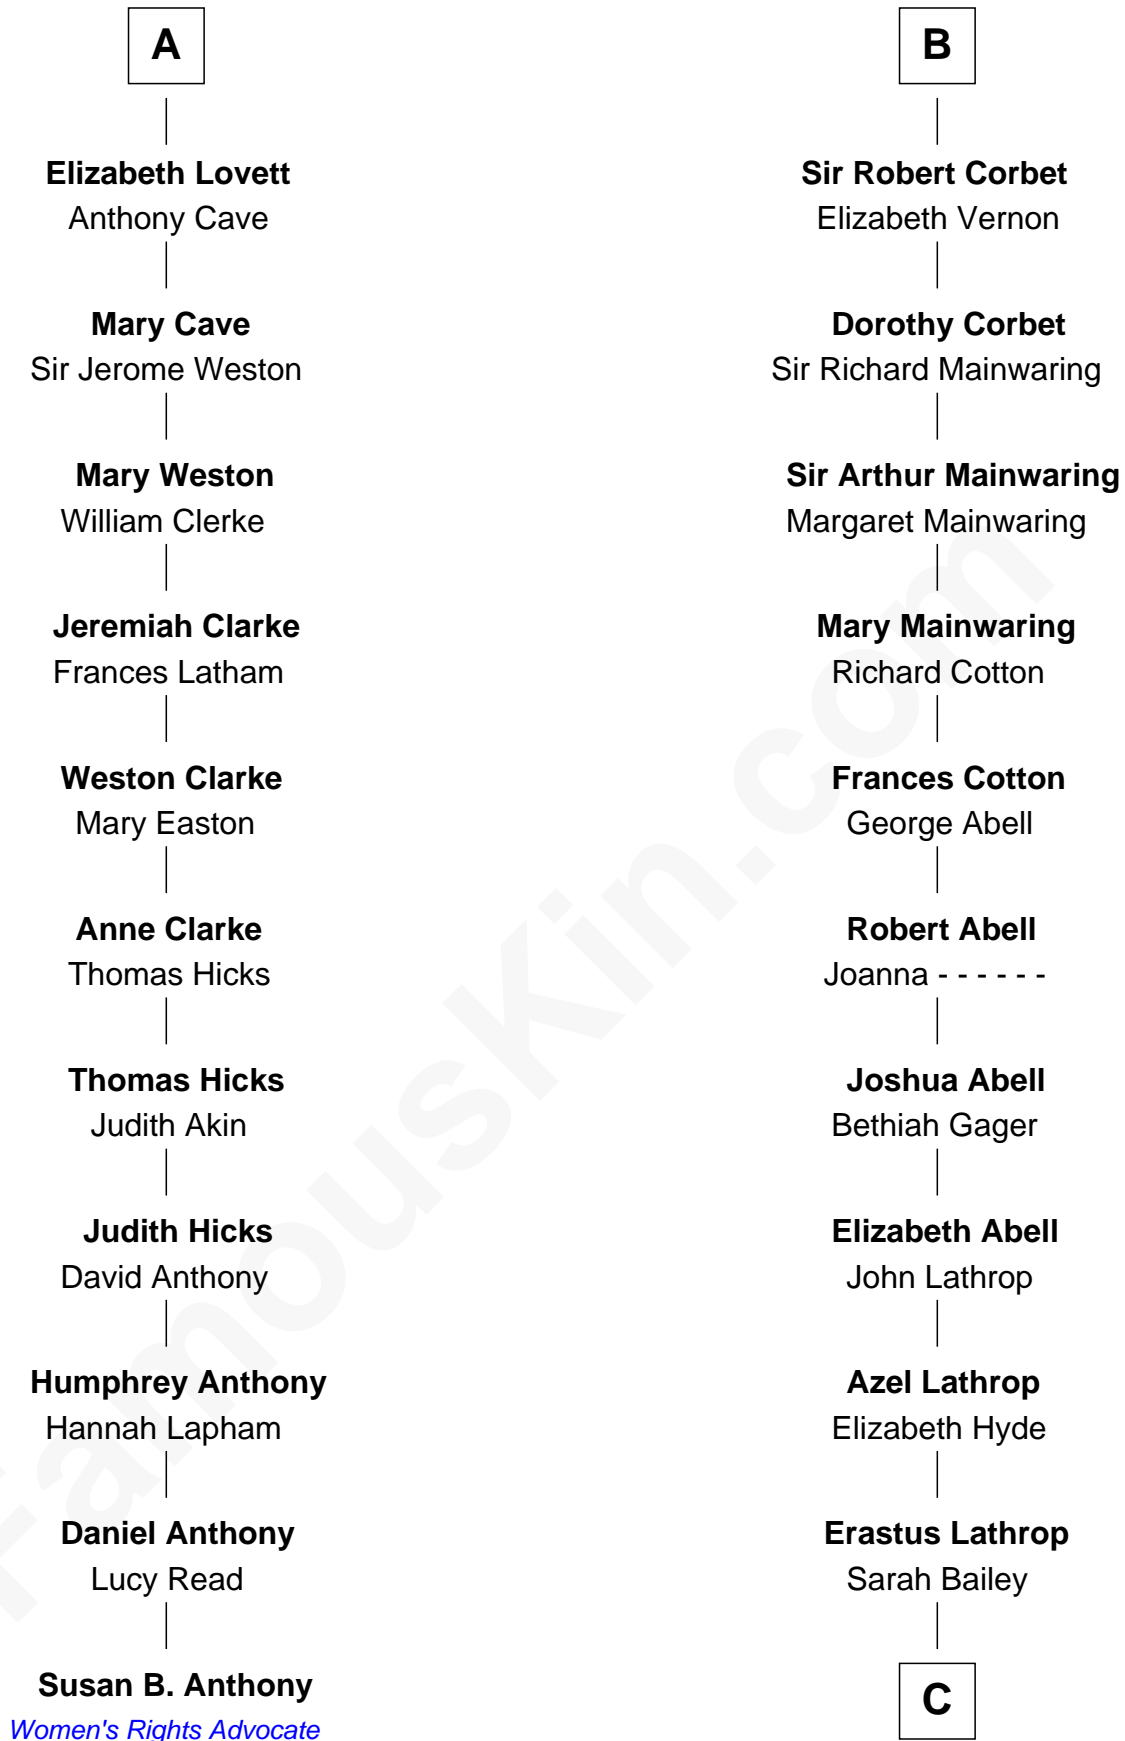 A
Elizabeth Lovett
Anthony Cave
Mary Cave
Sir Jerome Weston
Mary Weston
William Clerke
Jeremiah Clarke
Frances Latham
Weston Clarke
Mary Easton
Anne Clarke
Thomas Hicks
Thomas Hicks
Judith Akin
Judith Hicks
David Anthony
Humphrey Anthony
Hannah Lapham
Daniel Anthony
Lucy Read
Susan B. Anthony
Women's Rights Advocate
B
Sir Robert Corbet
Elizabeth Vernon
Dorothy Corbet
Sir Richard Mainwaring
Sir Arthur Mainwaring
Margaret Mainwaring
Mary Mainwaring
Richard Cotton
Frances Cotton
George Abell
Robert Abell
Joanna - - - - - -
Joshua Abell
Bethiah Gager
Elizabeth Abell
John Lathrop
Azel Lathrop
Elizabeth Hyde
Erastus Lathrop
Sarah Bailey
C
FamousKin.com